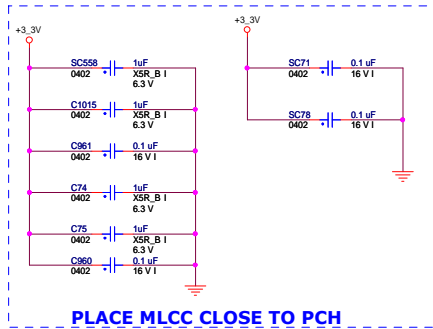 +3_3V
SC558 1uF
0402 X5R_B I
6.3 V
C1015 1uF
0402 X5R_B I
6.3 V
C961 0.1 uF
0402 16 V I
C74 1uF
0402 X5R_B I
6.3 V
C75 1uF
0402 X5R_B I
6.3 V
C960 0.1 uF
0402 16 V I
+3_3V
SC71 0.1 uF
0402 16 V I
SC78 0.1 uF
0402 16 V I
PLACE MLCC CLOSE TO PCH